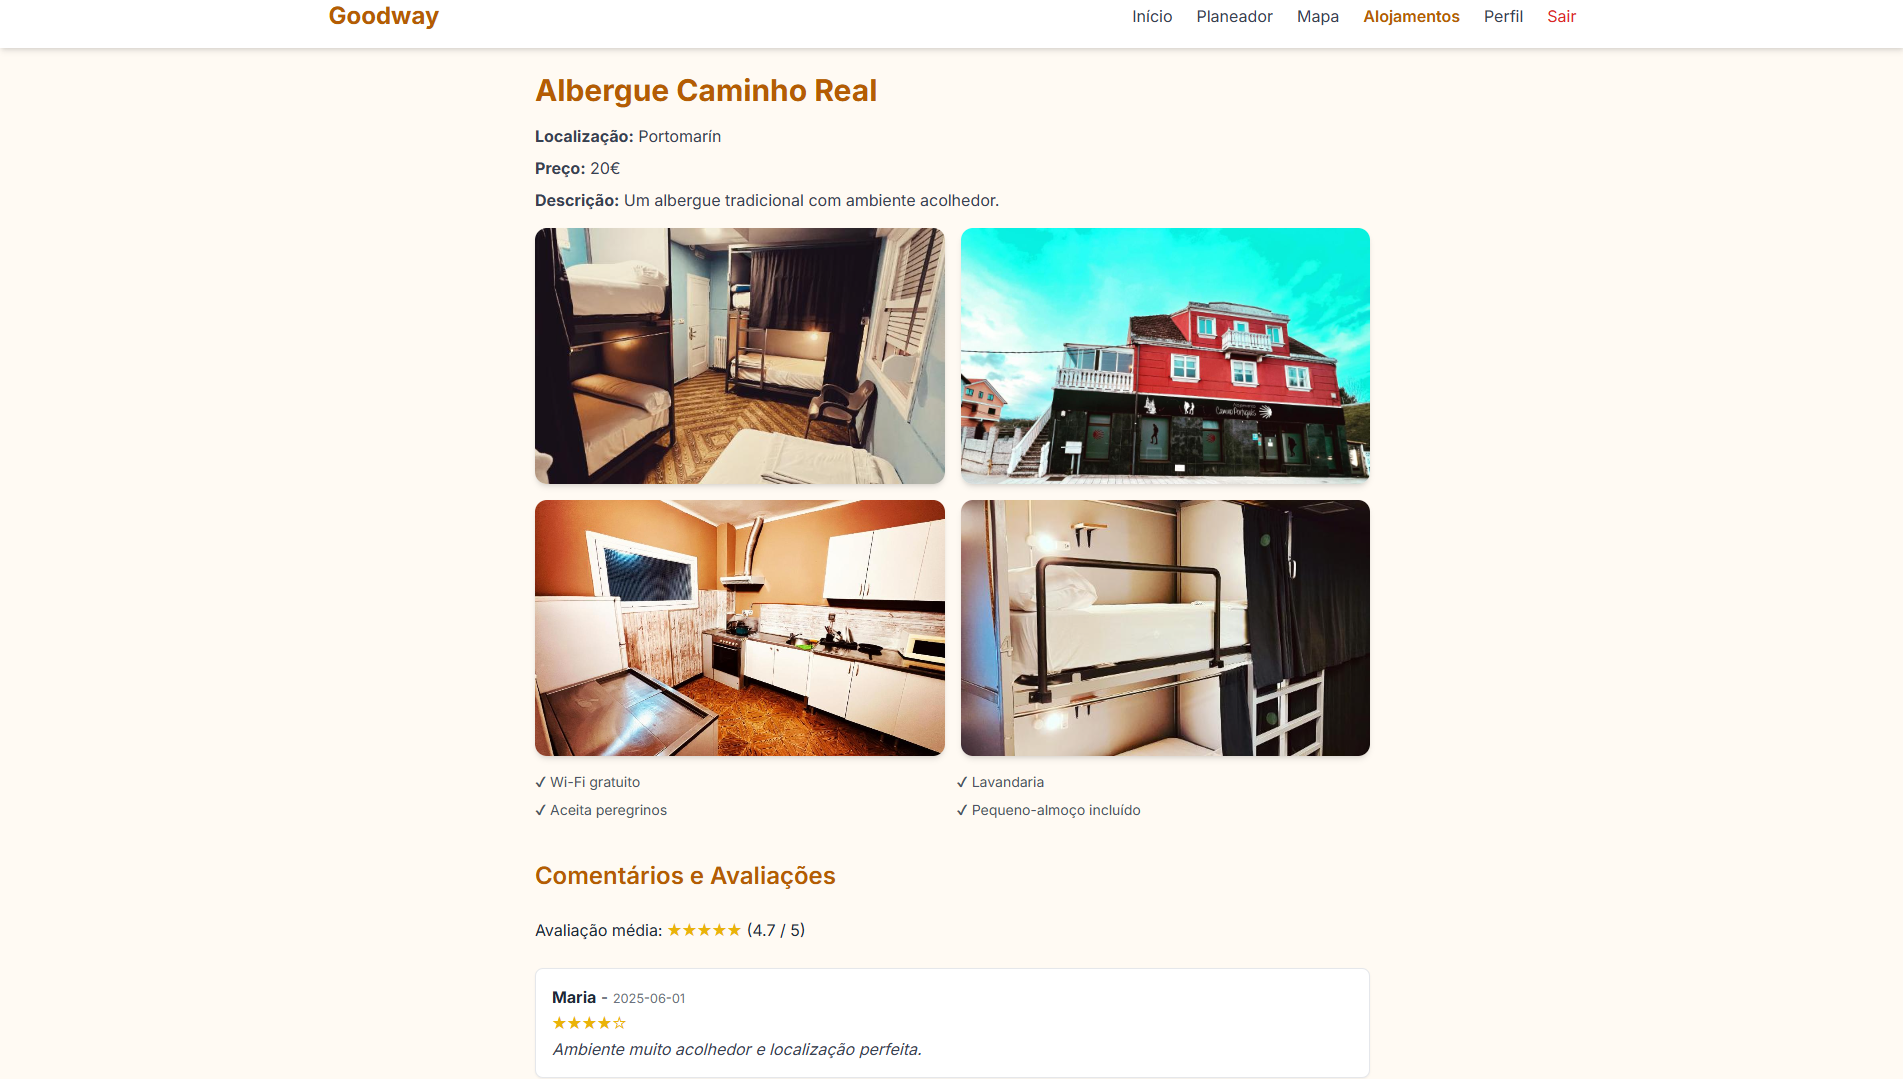 Goodway
Início Planeador Mapa Alojamentos Perfil Sair
Albergue Caminho Real
Localização: Portomarín
Preço: 20€
Descrição: Um albergue tradicional com ambiente acolhedor.
Camino Portugués
✓ Wi-Fi gratuito ✓ Lavandaria
✓ Aceita peregrinos ✓ Pequeno-almoço incluído
Comentários e Avaliações
Avaliação média: ★★★★★ (4.7 / 5)
Maria - 2025-06-01
★★★★☆
Ambiente muito acolhedor e localização perfeita.